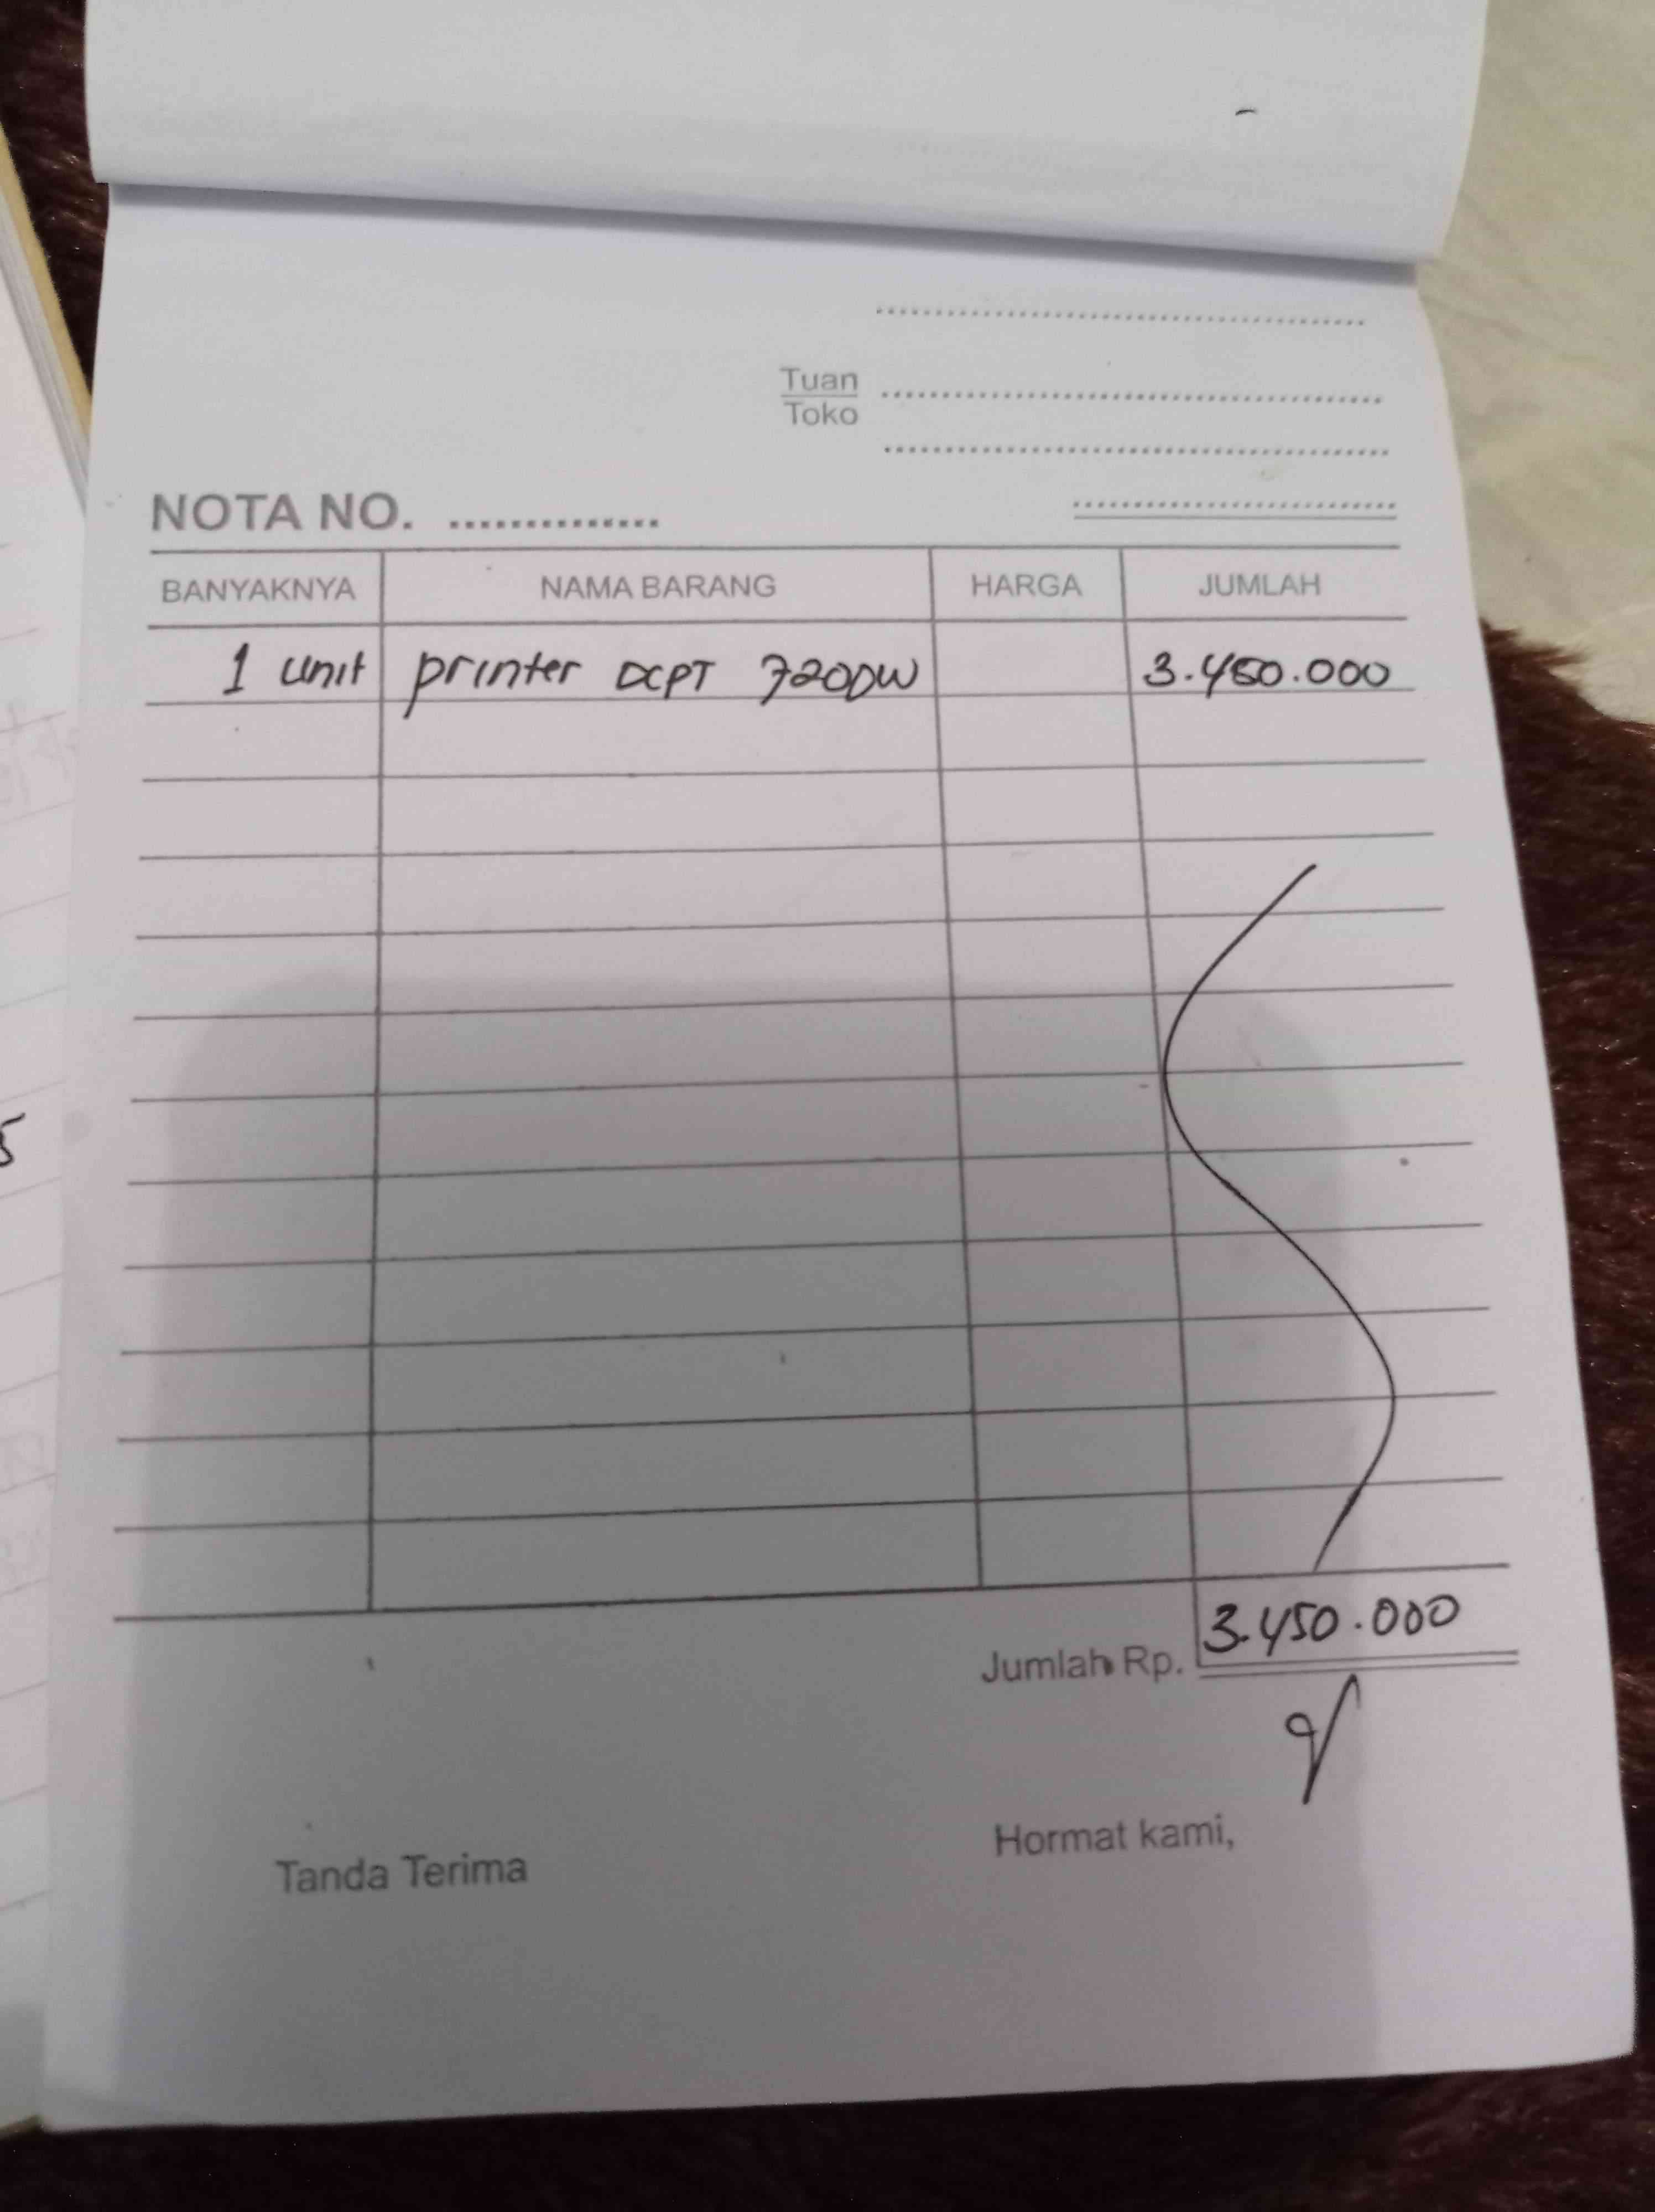 Tuan
Toko
NOTA NO. ...............
BANYAKNYA NAMA BARANG HARGA JUMLAH
1 unit printer DCPT 720DW 3.450.000
Jumlah Rp. 3.450.000
Hormat kami,
Tanda Terima
5